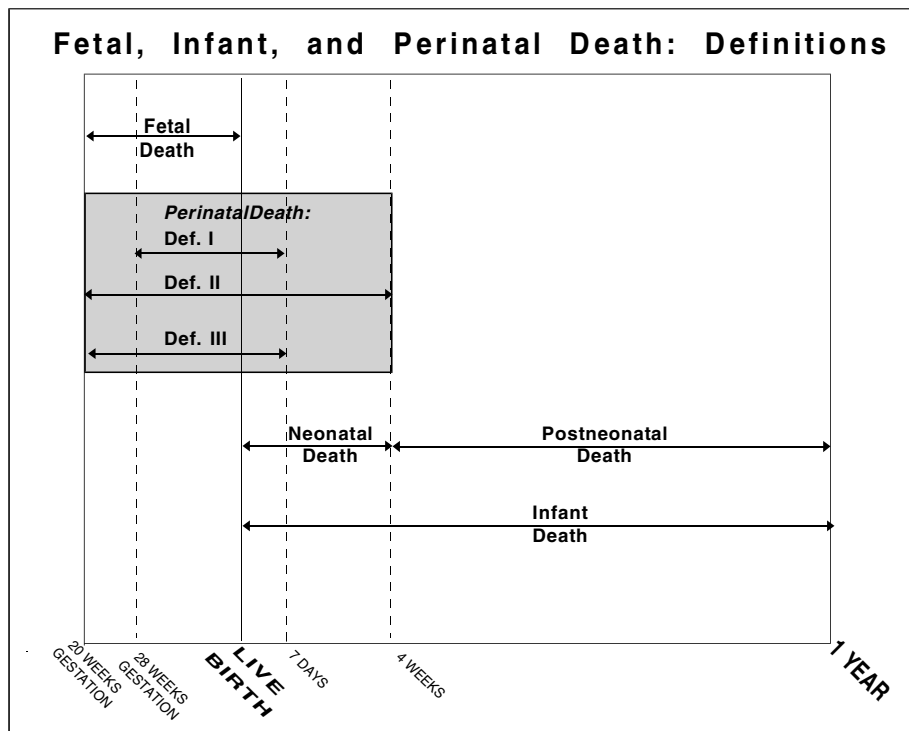 Fetal, Infant, and Perinatal Death: Definitions
Fetal
Death
PerinatalDeath:
Def. I
Def. II
Def. III
Neonatal
Death
Postneonatal
Death
Infant
Death
20 WEEKS
GESTATION
28 WEEKS
GESTATION
LIVE
BIRTH
7 DAYS
4 WEEKS
1 YEAR